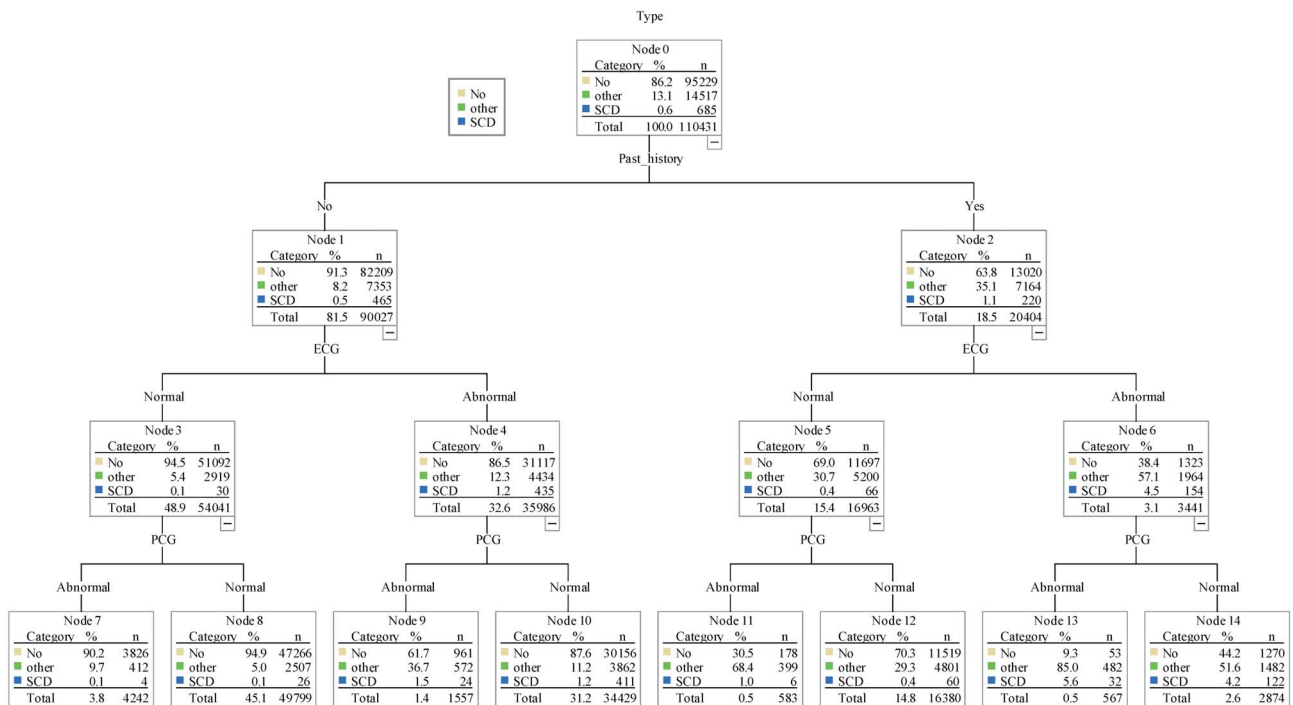 Type
Node 0
Category % n
No 86.2 95229
other 13.1 14517
SCD 0.6 685
Total 100.0 110431
No
other
SCD
Past_history
No
Yes
Node 1
Category % n
No 91.3 82209
other 8.2 7353
SCD 0.5 465
Total 81.5 90027
Node 2
Category % n
No 63.8 13020
other 35.1 7164
SCD 1.1 220
Total 18.5 20404
ECG
ECG
Normal
Abnormal
Normal
Abnormal
Node 3
Category % n
No 94.5 51092
other 5.4 2919
SCD 0.1 30
Total 48.9 54041
Node 4
Category % n
No 86.5 31117
other 12.3 4434
SCD 1.2 435
Total 32.6 35986
Node 5
Category % n
No 69.0 11697
other 30.7 5200
SCD 0.4 66
Total 15.4 16963
Node 6
Category % n
No 38.4 1323
other 57.1 1964
SCD 4.5 154
Total 3.1 3441
PCG
PCG
PCG
PCG
Abnormal
Normal
Abnormal
Normal
Abnormal
Normal
Abnormal
Normal
Node 7
Category % n
No 90.2 3826
other 9.7 412
SCD 0.1 4
Total 3.8 4242
Node 8
Category % n
No 94.9 47266
other 5.0 2507
SCD 0.1 26
Total 45.1 49799
Node 9
Category % n
No 61.7 961
other 36.7 572
SCD 1.5 24
Total 1.4 1557
Node 10
Category % n
No 87.6 30156
other 11.2 3862
SCD 1.2 411
Total 31.2 34429
Node 11
Category % n
No 30.5 178
other 68.4 399
SCD 1.0 6
Total 0.5 583
Node 12
Category % n
No 70.3 11519
other 29.3 4801
SCD 0.4 60
Total 14.8 16380
Node 13
Category % n
No 9.3 53
other 85.0 482
SCD 5.6 32
Total 0.5 567
Node 14
Category % n
No 44.2 1270
other 51.6 1482
SCD 4.2 122
Total 2.6 2874